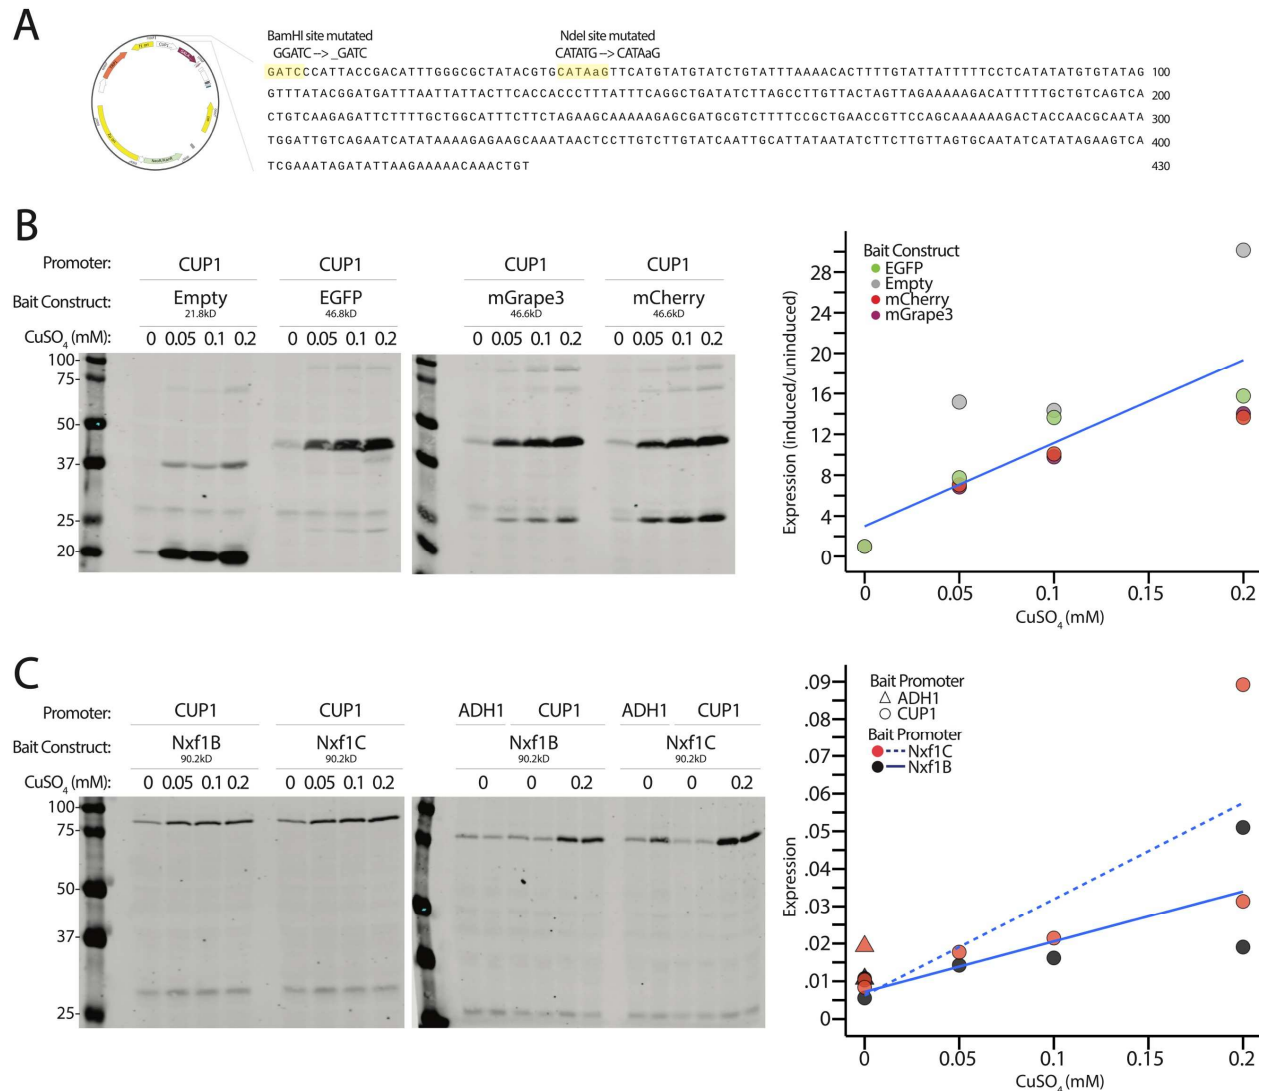 A
BamHI site mutated
GGATC --> _GATC
NdeI site mutated
CATATG --> CATAaG
GATCCCATTACCGACATTTGGGCGCTATACGTGCATAaGTTCATGTATGTATCTGTATTTAAAACACTTTTGTATTATTTTTCCTCATATATGTGTATAG 100
GTTTATACGGATGATTTAATTATTACTTCACCACCCTTTATTTCAGGCTGATATCTTAGCCTTGTTACTAGTTAGAAAAAGACATTTTTGCTGTCAGTCA 200
CTGTCAAGAGATTCTTTTGCTGGCATTTCTTCTAGAAGCAAAAAGAGCGATGCGTCTTTTCCGCTGAACCGTTCCAGCAAAAAAGACTACCAACGCAATA 300
TGGATTGTCAGAATCATATAAAAGAGAAGCAAATAACTCCTTGTCTTGTATCAATTGCATTATAATATCTTCTTGTTAGTGCAATATCATATAGAAGTCA 400
TCGAAATAGATATTAAGAAAAACAAACTGT 430
B
Promoter: CUP1 CUP1 CUP1 CUP1
Bait Construct: Empty EGFP mGrape3 mCherry
21.8kD 46.8kD 46.6kD 46.6kD
CuSO4 (mM): 0 0.05 0.1 0.2 0 0.05 0.1 0.2 0 0.05 0.1 0.2 0 0.05 0.1 0.2
100-
75-
50-
37-
25-
20-
Bait Construct
EGFP
Empty
mCherry
mGrape3
Expression (induced/uninduced)
28
24
20
16
12
8
4
0
0 0.05 0.1 0.15 0.2
CuSO4 (mM)
C
Promoter: CUP1 CUP1 ADH1 CUP1 ADH1 CUP1
Bait Construct: Nxf1B Nxf1C Nxf1B Nxf1C
90.2kD 90.2kD 90.2kD 90.2kD
CuSO4 (mM): 0 0.05 0.1 0.2 0 0.05 0.1 0.2 0 0 0.2 0 0 0.2
100-
75-
50-
37-
25-
Bait Promoter
ADH1
CUP1
Bait Promoter
Nxf1C
Nxf1B
Expression
.09
.08
.07
.06
.05
.04
.03
.02
.01
0
0 0.05 0.1 0.15 0.2
CuSO4 (mM)